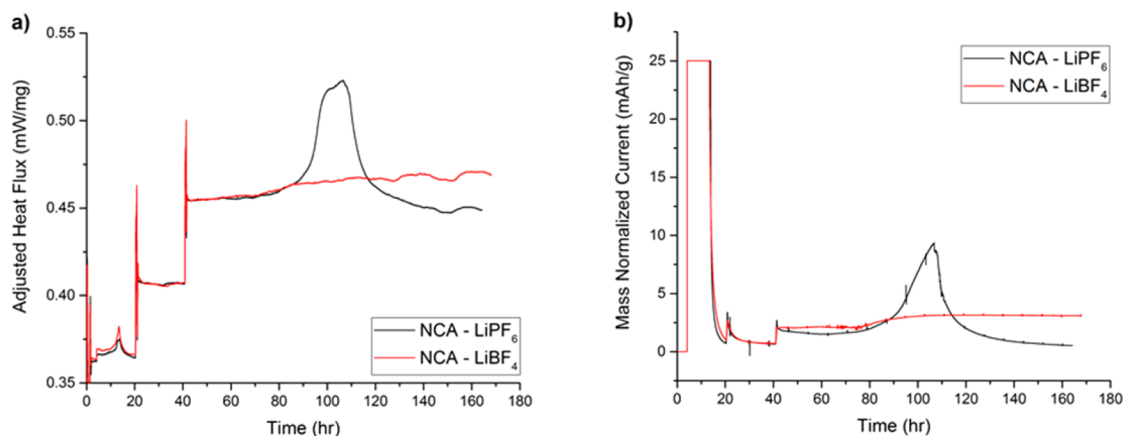 a)
Adjusted Heat Flux (mW/mg)
0.55
0.50
0.45
0.40
0.35
NCA - LiPF₆
NCA - LiBF₄
0 20 40 60 80 100 120 140 160 180
Time (hr)
b)
Mass Normalized Current (mAh/g)
25
20
15
10
5
0
NCA - LiPF₆
NCA - LiBF₄
0 20 40 60 80 100 120 140 160 180
Time (hr)